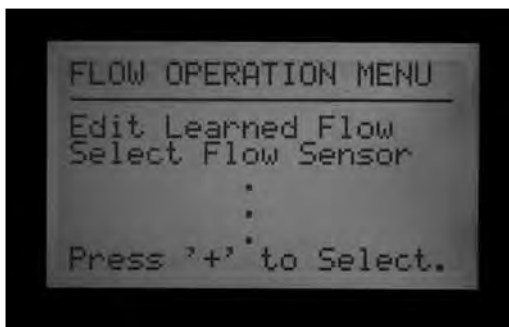 FLOW OPERATION MENU
Edit Learned Flow
Select Flow Sensor
.
.
.
Press '+' to Select.